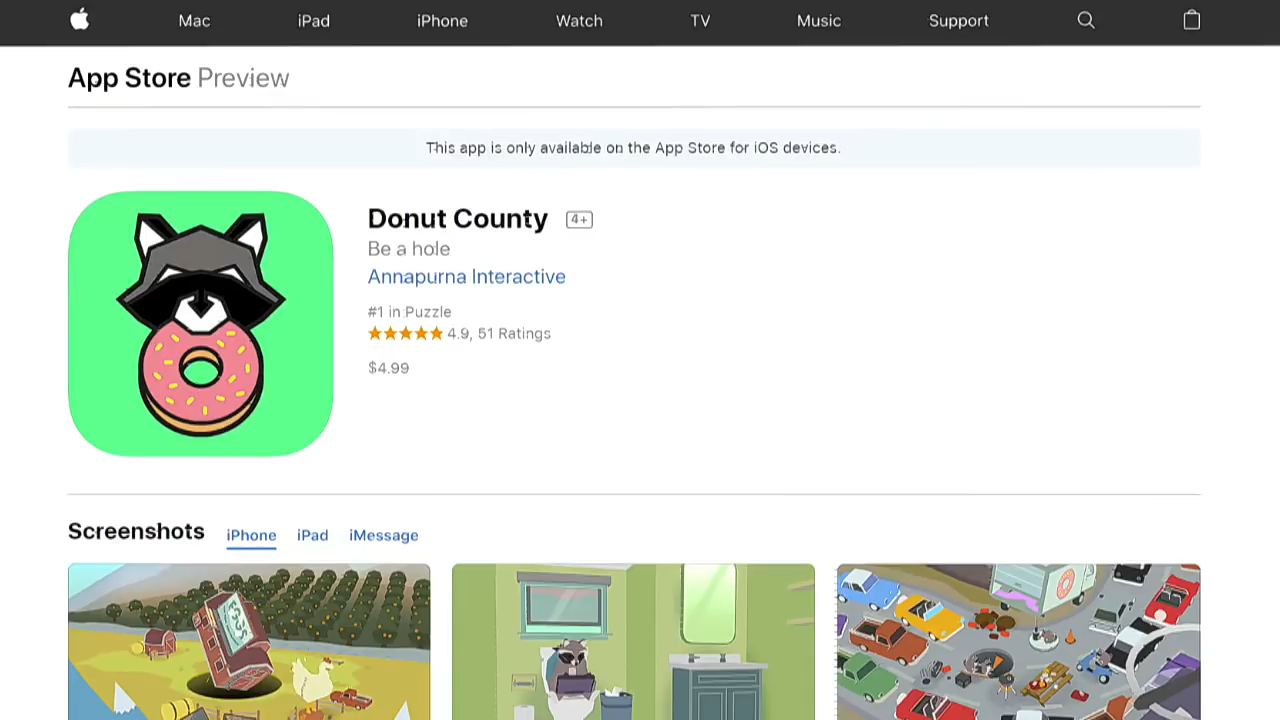 Mac iPad iPhone Watch TV Music Support
App Store Preview
This app is only available on the App Store for iOS devices.
Donut County 4+
Be a hole
Annapurna Interactive
#1 in Puzzle
4.9, 51 Ratings
$4.99
Screenshots iPhone iPad iMessage